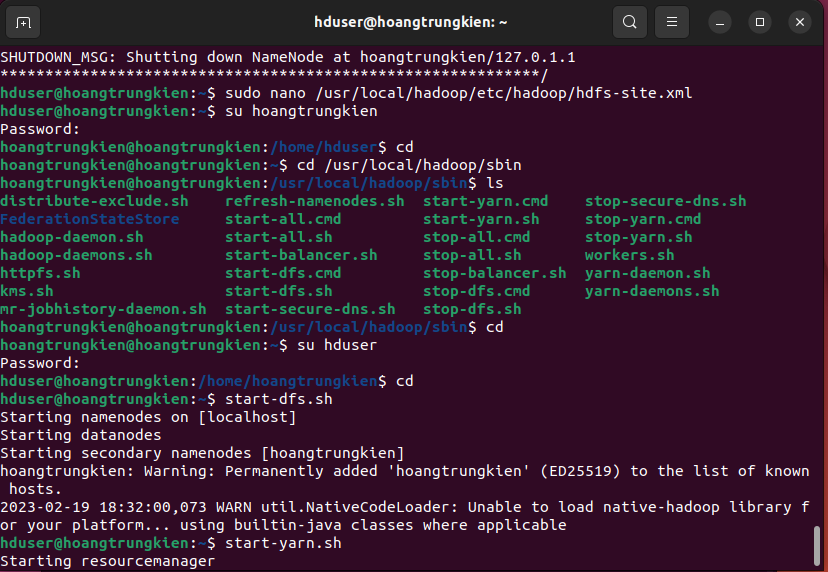 hduser@hoangtrungkien: ~
SHUTDOWN_MSG: Shutting down NameNode at hoangtrungkien/127.0.1.1
************************************************************/
hduser@hoangtrungkien:~$ sudo nano /usr/local/hadoop/etc/hadoop/hdfs-site.xml
hduser@hoangtrungkien:~$ su hoangtrungkien
Password:
hoangtrungkien@hoangtrungkien:/home/hduser$ cd
hoangtrungkien@hoangtrungkien:~$ cd /usr/local/hadoop/sbin
hoangtrungkien@hoangtrungkien:/usr/local/hadoop/sbin$ ls
distribute-exclude.sh    refresh-namenodes.sh  start-yarn.cmd    stop-secure-dns.sh
FederationStateStore     start-all.cmd         start-yarn.sh     stop-yarn.cmd
hadoop-daemon.sh         start-all.sh          stop-all.cmd      stop-yarn.sh
hadoop-daemons.sh        start-balancer.sh     stop-all.sh       workers.sh
httpfs.sh                start-dfs.cmd         stop-balancer.sh  yarn-daemon.sh
kms.sh                   start-dfs.sh          stop-dfs.cmd      yarn-daemons.sh
mr-jobhistory-daemon.sh  start-secure-dns.sh   stop-dfs.sh
hoangtrungkien@hoangtrungkien:/usr/local/hadoop/sbin$ cd
hoangtrungkien@hoangtrungkien:~$ su hduser
Password:
hduser@hoangtrungkien:/home/hoangtrungkien$ cd
hduser@hoangtrungkien:~$ start-dfs.sh
Starting namenodes on [localhost]
Starting datanodes
Starting secondary namenodes [hoangtrungkien]
hoangtrungkien: Warning: Permanently added 'hoangtrungkien' (ED25519) to the list of known
 hosts.
2023-02-19 18:32:00,073 WARN util.NativeCodeLoader: Unable to load native-hadoop library f
or your platform... using builtin-java classes where applicable
hduser@hoangtrungkien:~$ start-yarn.sh
Starting resourcemanager